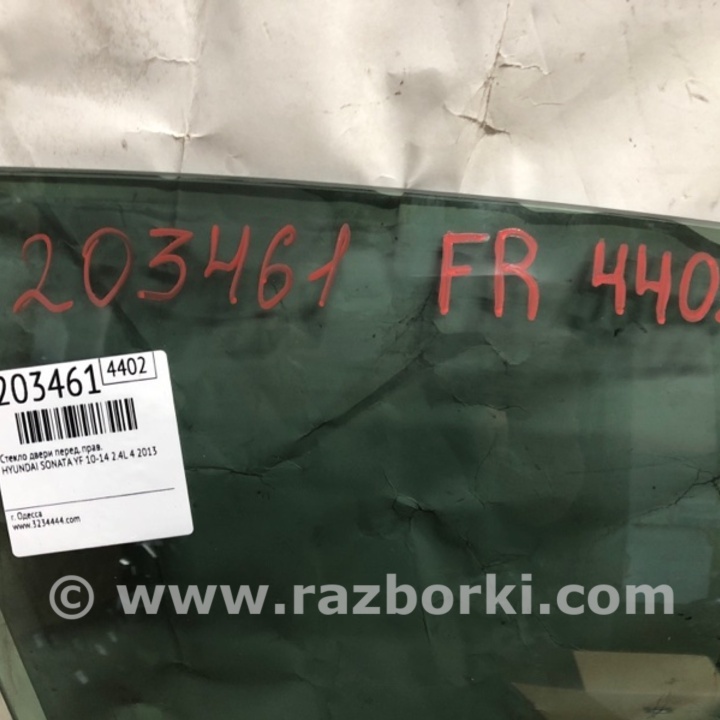 203461 FR 440
203461 4402
Стекло двери перед. прав.
HYUNDAI SONATA YF 10-14 2.4L 4 2013
г. Одесса
www.3234444.com
© www.razborki.com